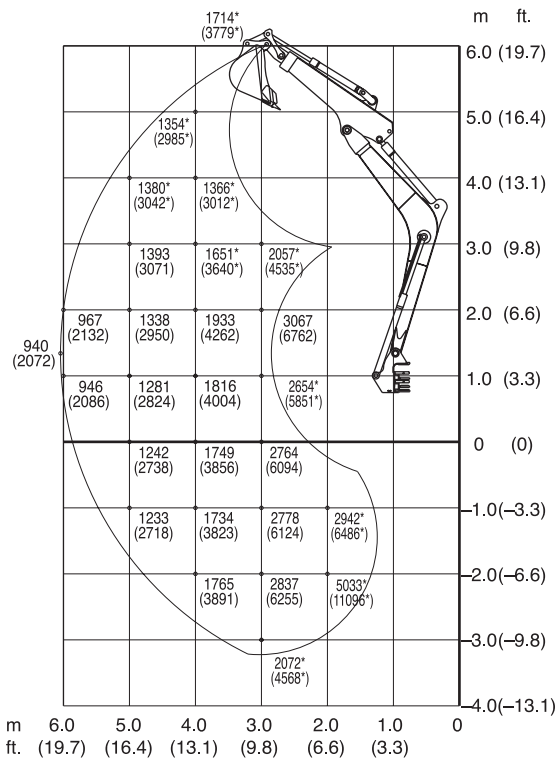 m ft.
1714*
(3779*)
6.0 (19.7)
1354*
(2985*)
5.0 (16.4)
1380* 1366*
(3042*) (3012*)
4.0 (13.1)
1393 1651* 2057*
(3071) (3640*) (4535*)
3.0 (9.8)
967 1338 1933 3067
(2132) (2950) (4262) (6762)
2.0 (6.6)
940
(2072)
946 1281 1816 2654*
(2086) (2824) (4004) (5851*)
1.0 (3.3)
1242 1749 2764
(2738) (3856) (6094)
0 (0)
1233 1734 2778 2942*
(2718) (3823) (6124) (6486*)
–1.0 (–3.3)
1765 2837 5033*
(3891) (6255) (11096*)
–2.0 (–6.6)
2072*
(4568*)
–3.0 (–9.8)
–4.0 (–13.1)
m 6.0 5.0 4.0 3.0 2.0 1.0 0
ft. (19.7) (16.4) (13.1) (9.8) (6.6) (3.3)